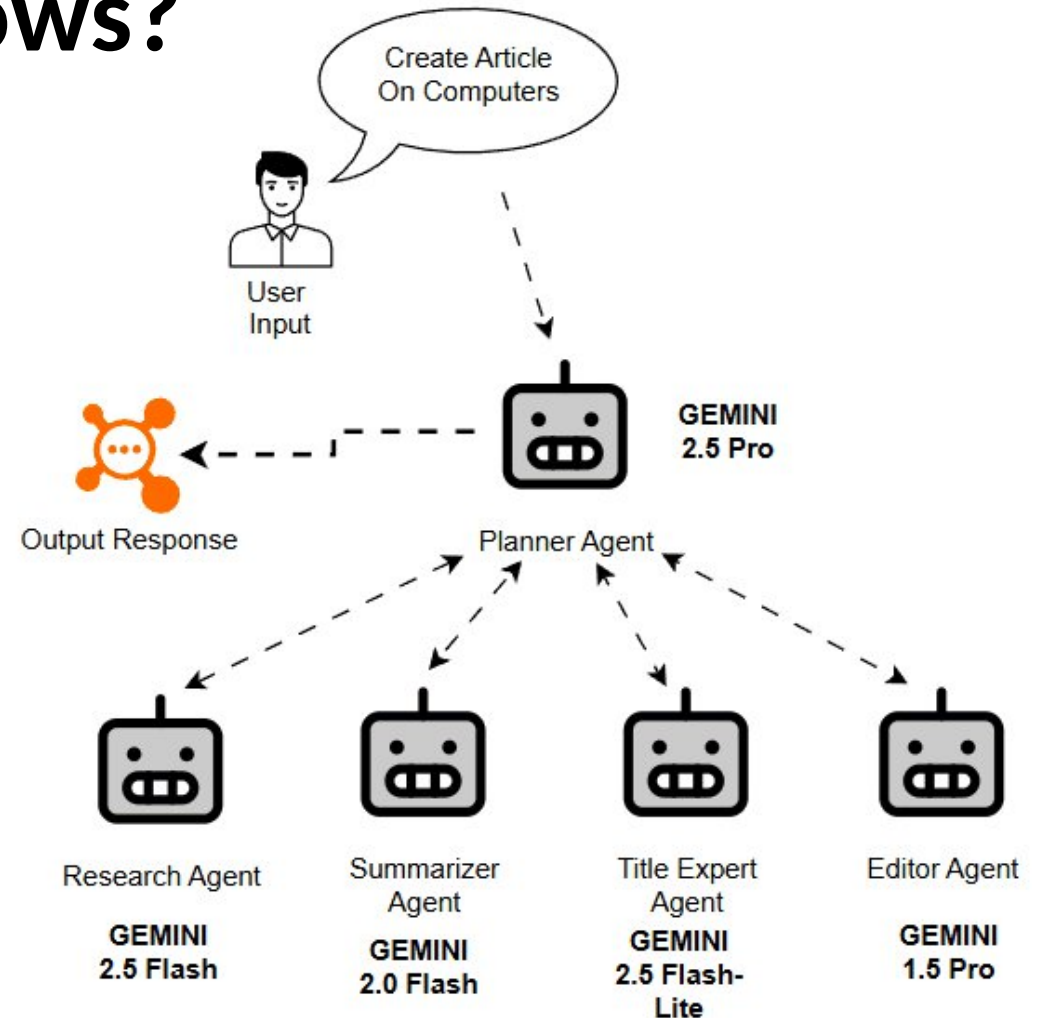 ows?
Create Article
On Computers
User
Input
GEMINI
2.5 Pro
Output Response
Planner Agent
Research Agent
GEMINI
2.5 Flash
Summarizer
Agent
GEMINI
2.0 Flash
Title Expert
Agent
GEMINI
2.5 Flash-
Lite
Editor Agent
GEMINI
1.5 Pro